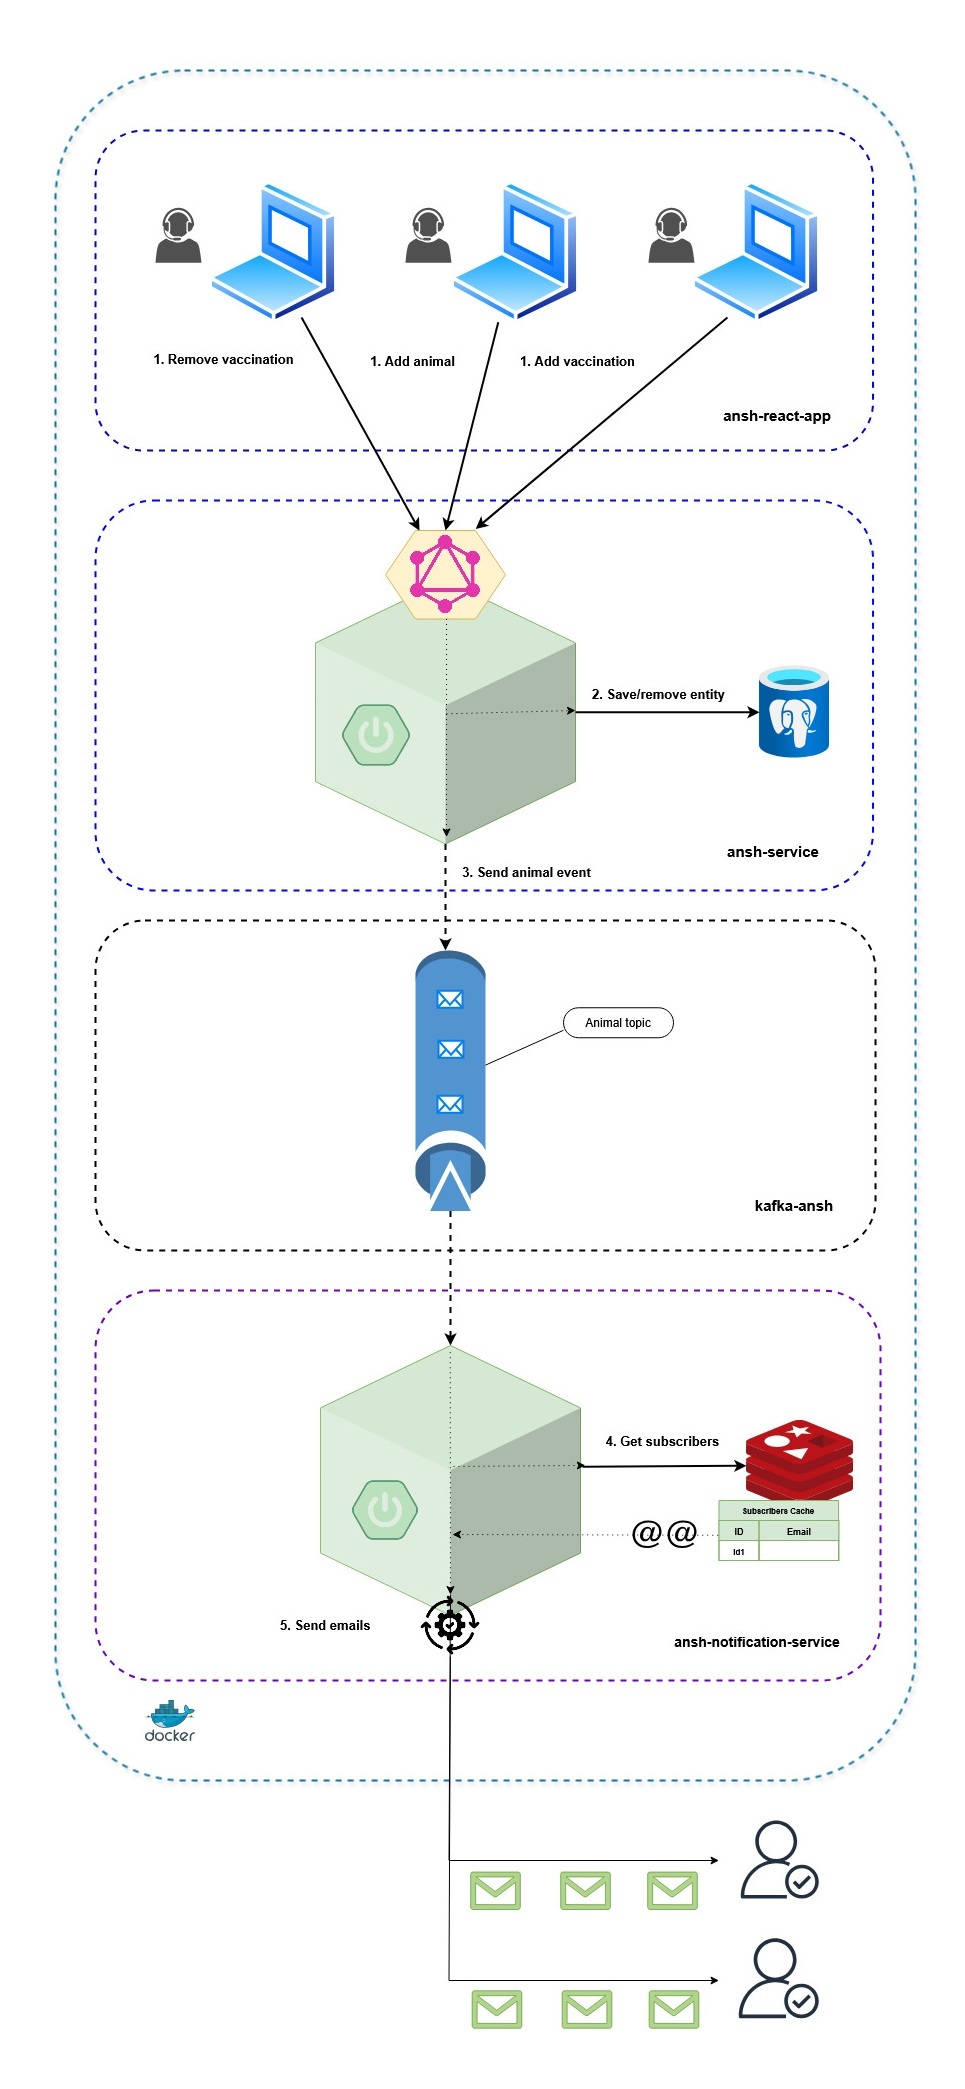 1. Remove vaccination
1. Add animal
1. Add vaccination
ansh-react-app
2. Save/remove entity
ansh-service
3. Send animal event
Animal topic
kafka-ansh
4. Get subscribers
Subscribers Cache
ID Email
Id1
@@
5. Send emails
ansh-notification-service
docker